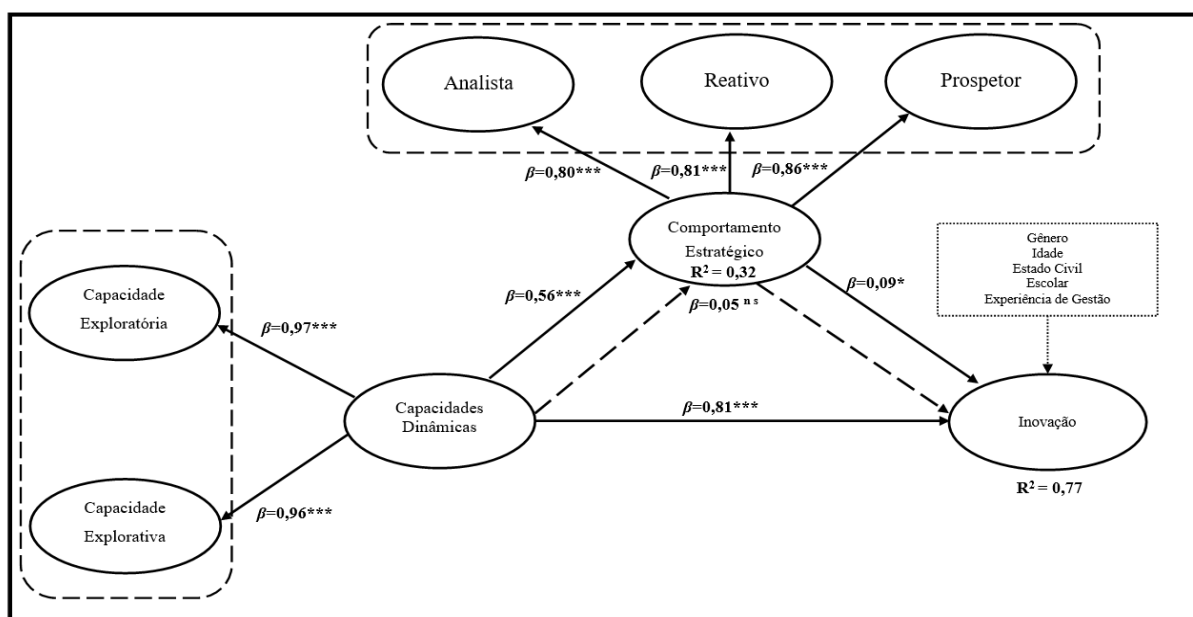 Analista
Reativo
Prospetor
β=0,80***
β=0,81***
β=0,86***
Comportamento
Estratégico
R² = 0,32
Gênero
Idade
Estado Civil
Escolar
Experiência de Gestão
Capacidade
Exploratória
β=0,56***
β=0,05 n s
β=0,09*
β=0,97***
Capacidades
Dinâmicas
β=0,81***
Inovação
R² = 0,77
Capacidade
Explorativa
β=0,96***